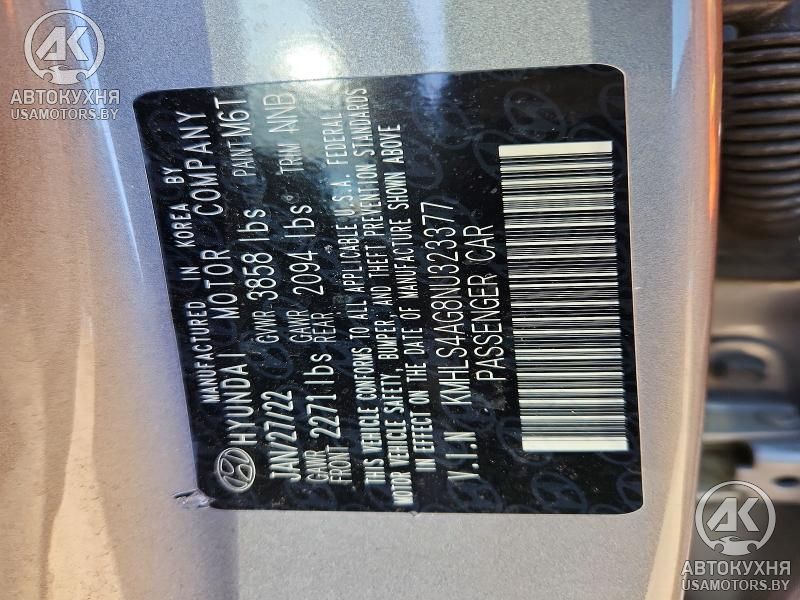 MANUFACTURED IN KOREA BY
HYUNDAI MOTOR COMPANY
JAN/27/22 GVWR 3858 lbs PAINT M6T
GAWR FRONT 2271 lbs GAWR REAR 2094 lbs TRIM NNB
THIS VEHICLE CONFORMS TO ALL APPLICABLE U.S.A. FEDERAL
MOTOR VEHICLE SAFETY, BUMPER, AND THEFT PREVENTION STANDARDS
IN EFFECT ON THE DATE OF MANUFACTURE SHOWN ABOVE
V.I.N KMHLS4AG8NU323377
PASSENGER CAR
АК
АВТОКУХНЯ
USAMOTORS.BY
АК
АВТОКУХНЯ
USAMOTORS.BY